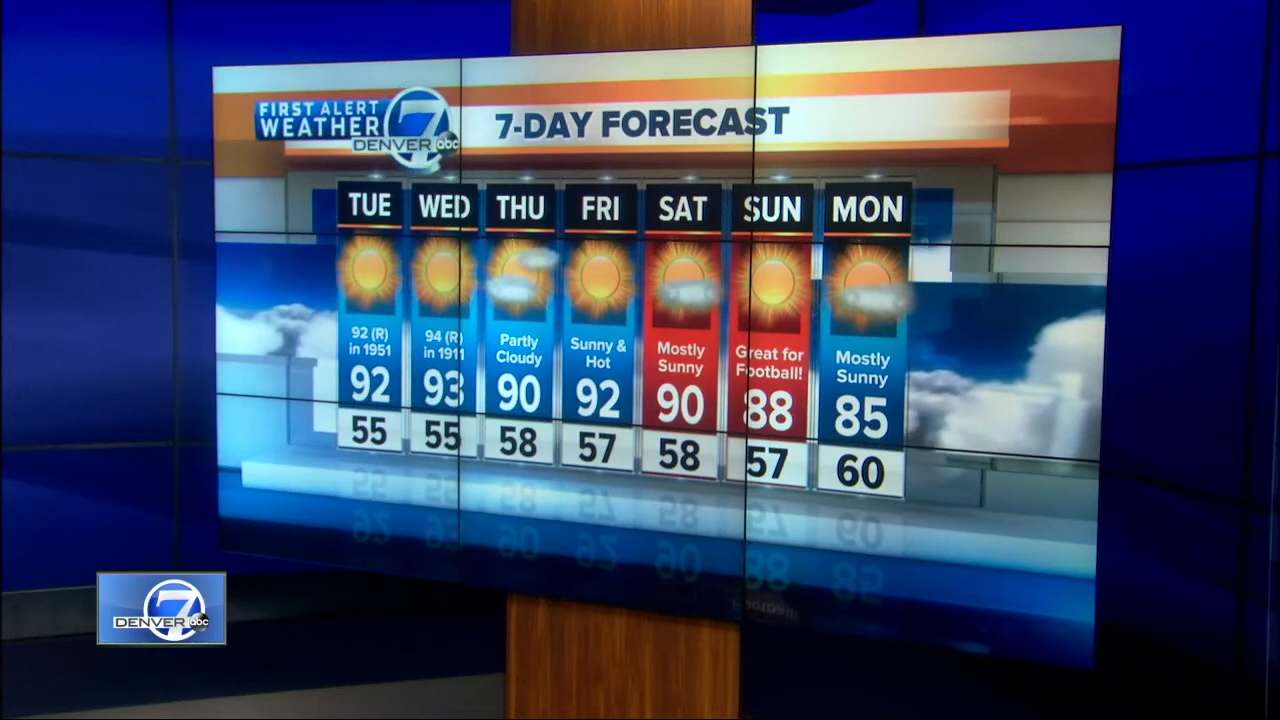 FIRST ALERT
WEATHER 7
DENVER abc
7-DAY FORECAST
TUE WED THU FRI SAT SUN MON
92 (R)
in 1951
92
55
94 (R)
in 1911
93
55
Partly
Cloudy
90
58
Sunny &
Hot
92
57
Mostly
Sunny
90
58
Great for
Football!
88
57
Mostly
Sunny
85
60
7
DENVER abc